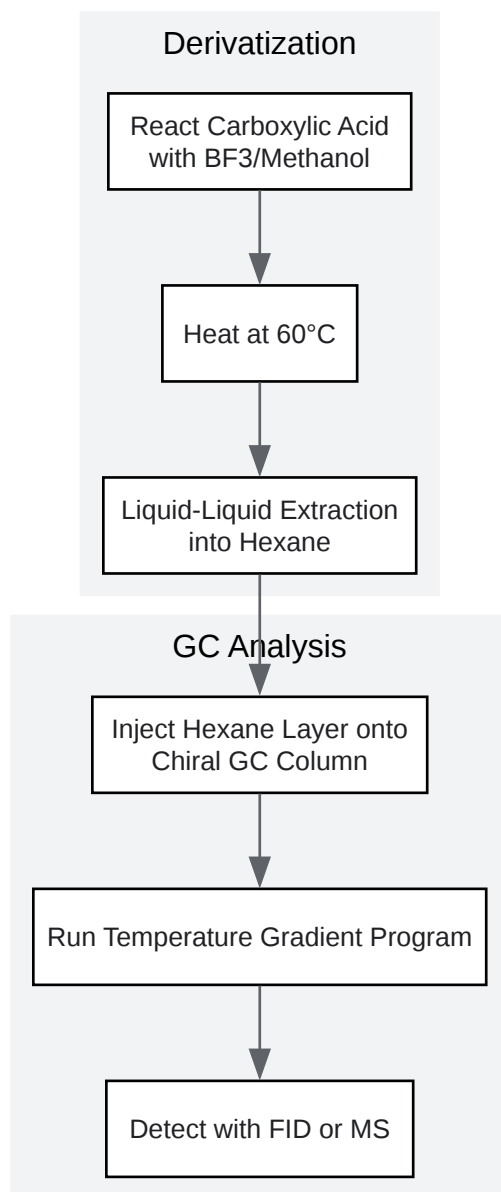 Derivatization
React Carboxylic Acid
with BF3/Methanol
Heat at 60°C
Liquid-Liquid Extraction
into Hexane
GC Analysis
Inject Hexane Layer onto
Chiral GC Column
Run Temperature Gradient Program
Detect with FID or MS